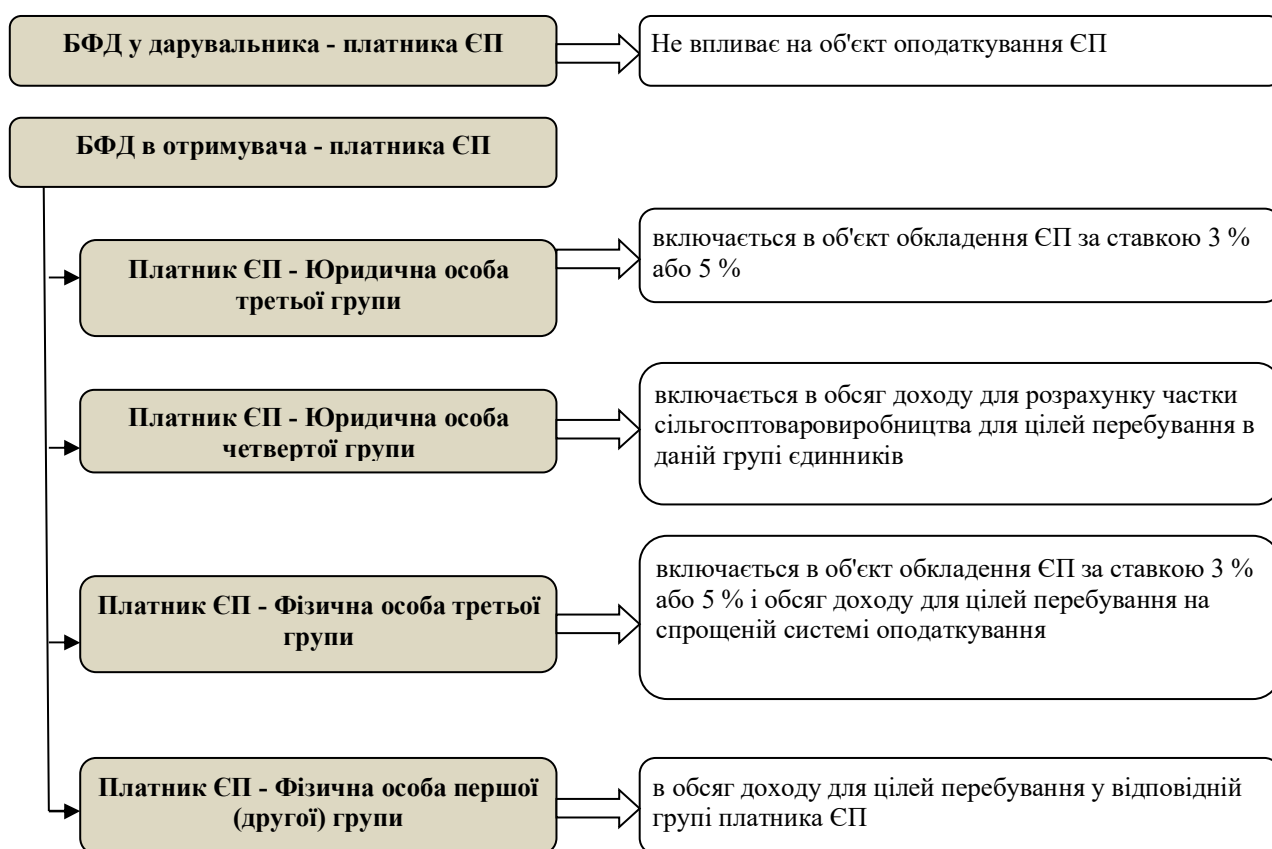 БФД у дарувальника - платника ЄП
Не впливає на об'єкт оподаткування ЄП
БФД в отримувача - платника ЄП
Платник ЄП - Юридична особа
третьої групи
включається в об'єкт обкладення ЄП за ставкою 3 %
або 5 %
Платник ЄП - Юридична особа
четвертої групи
включається в обсяг доходу для розрахунку частки
сільгосптоваровиробництва для цілей перебування в
даній групі єдинників
Платник ЄП - Фізична особа третьої
групи
включається в об'єкт обкладення ЄП за ставкою 3 %
або 5 % і обсяг доходу для цілей перебування на
спрощеній системі оподаткування
Платник ЄП - Фізична особа першої
(другої) групи
в обсяг доходу для цілей перебування у відповідній
групі платника ЄП